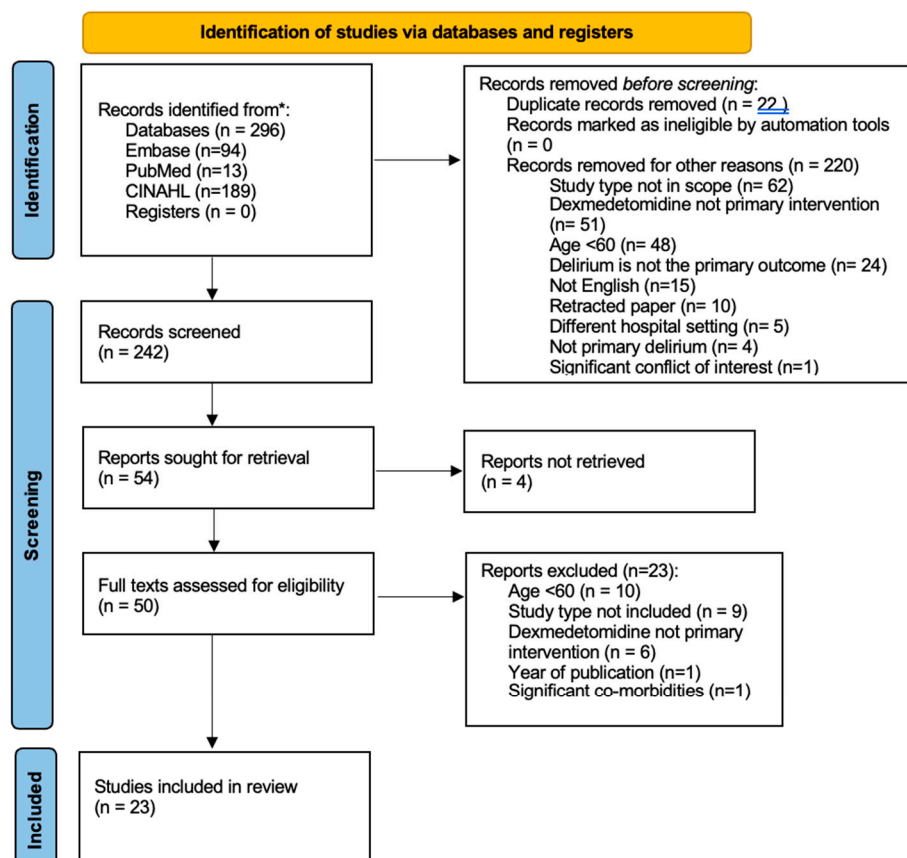 Identification of studies via databases and registers
Identification
Records identified from*:
Databases (n = 296)
Embase (n=94)
PubMed (n=13)
CINAHL (n=189)
Registers (n = 0)
Records removed before screening:
Duplicate records removed (n = 22 )
Records marked as ineligible by automation tools
(n = 0
Records removed for other reasons (n = 220)
Study type not in scope (n= 62)
Dexmedetomidine not primary intervention
(n= 51)
Age <60 (n= 48)
Delirium is not the primary outcome (n= 24)
Not English (n=15)
Retracted paper (n= 10)
Different hospital setting (n= 5)
Not primary delirium (n= 4)
Significant conflict of interest (n=1)
Screening
Records screened
(n = 242)
Reports sought for retrieval
(n = 54)
Reports not retrieved
(n = 4)
Full texts assessed for eligibility
(n = 50)
Reports excluded (n=23):
Age <60 (n = 10)
Study type not included (n = 9)
Dexmedetomidine not primary
intervention (n = 6)
Year of publication (n=1)
Significant co-morbidities (n=1)
Included
Studies included in review
(n = 23)